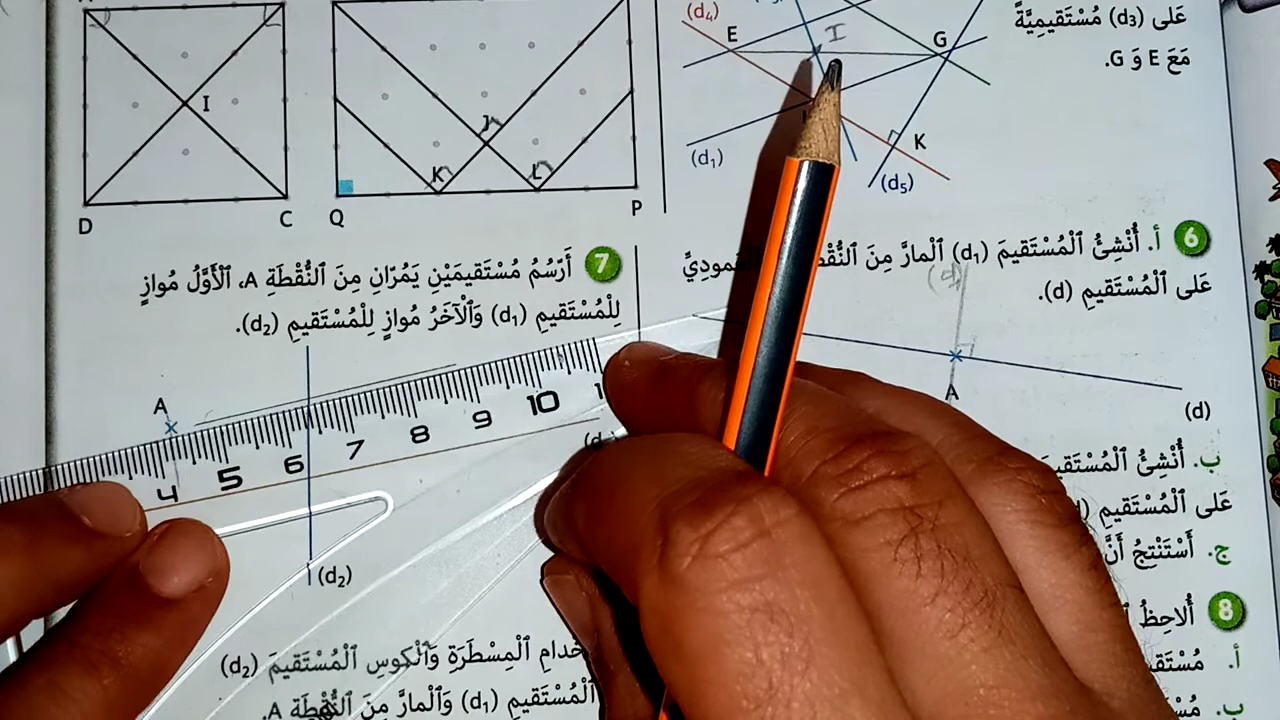 عَلى (d₃) مُسْتَقيمِيَّةً
مَعَ E وَ G.
(d₄)
E
I
G
K
(d₁)
(d₅)
I
D
C
J
K
L
Q
P
6 أ. أُنْشِئُ ٱلْمُسْتَقيمَ (d₁) ٱلْمارَّ مِنَ
عَلى ٱلْمُسْتَقيمِ (d).
A
(d)
ب. أُنْشِئُ
عَلى ٱلْمُسْتَقيمِ
ج. أَسْتَنْتِجُ أَنَّ
8 أُلاحِظُ
أ.
ب.
7 أَرْسُمُ مُسْتَقيمَيْنِ يَمُرّانِ مِنَ ٱلنُّقْطَةِ A، ٱلْأَوَّلُ مُوازٍ
لِلْمُسْتَقيمِ (d₁) وَٱلْآخَرُ مُوازٍ لِلْمُسْتَقيمِ (d₂).
A
4 5 6 7 8 9 10
(d₂)
ٱلْمِسْطَرَةِ وَٱلْكوسِ ٱلْمُسْتَقيمَ (d₂)
ٱلْمُسْتَقيمِ (d₁) وَٱلْمارَّ مِنَ ٱلنُّقْطَةِ A.